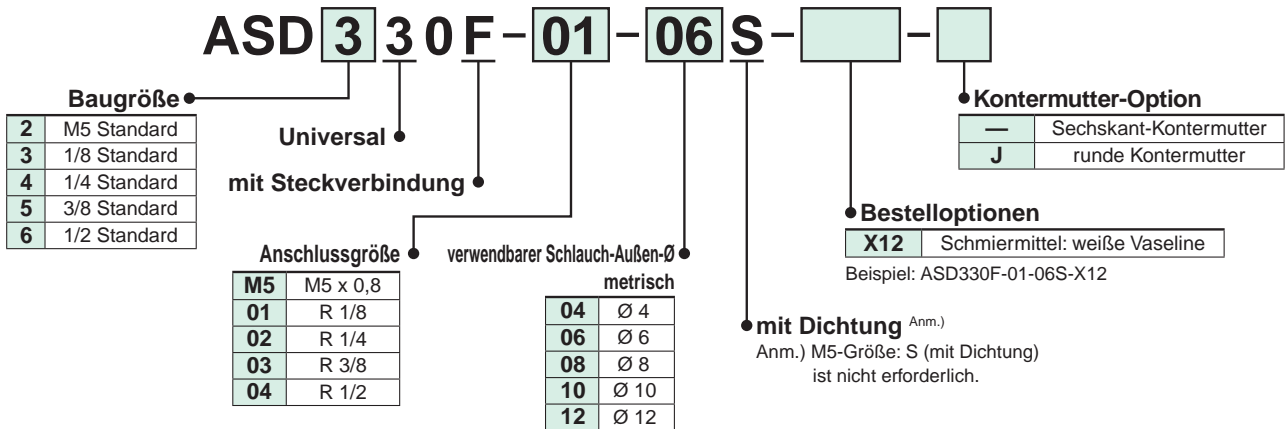 ASD 3 3 0 F – 01 – 06 S – –
Baugröße
2 M5 Standard
3 1/8 Standard
4 1/4 Standard
5 3/8 Standard
6 1/2 Standard
Universal
mit Steckverbindung
Anschlussgröße
M5 M5 x 0,8
01 R 1/8
02 R 1/4
03 R 3/8
04 R 1/2
verwendbarer Schlauch-Außen-Ø
metrisch
04 Ø 4
06 Ø 6
08 Ø 8
10 Ø 10
12 Ø 12
mit Dichtung Anm.)
Anm.) M5-Größe: S (mit Dichtung)
ist nicht erforderlich.
Bestelloptionen
X12 Schmiermittel: weiße Vaseline
Beispiel: ASD330F-01-06S-X12
Kontermutter-Option
— Sechskant-Kontermutter
J runde Kontermutter